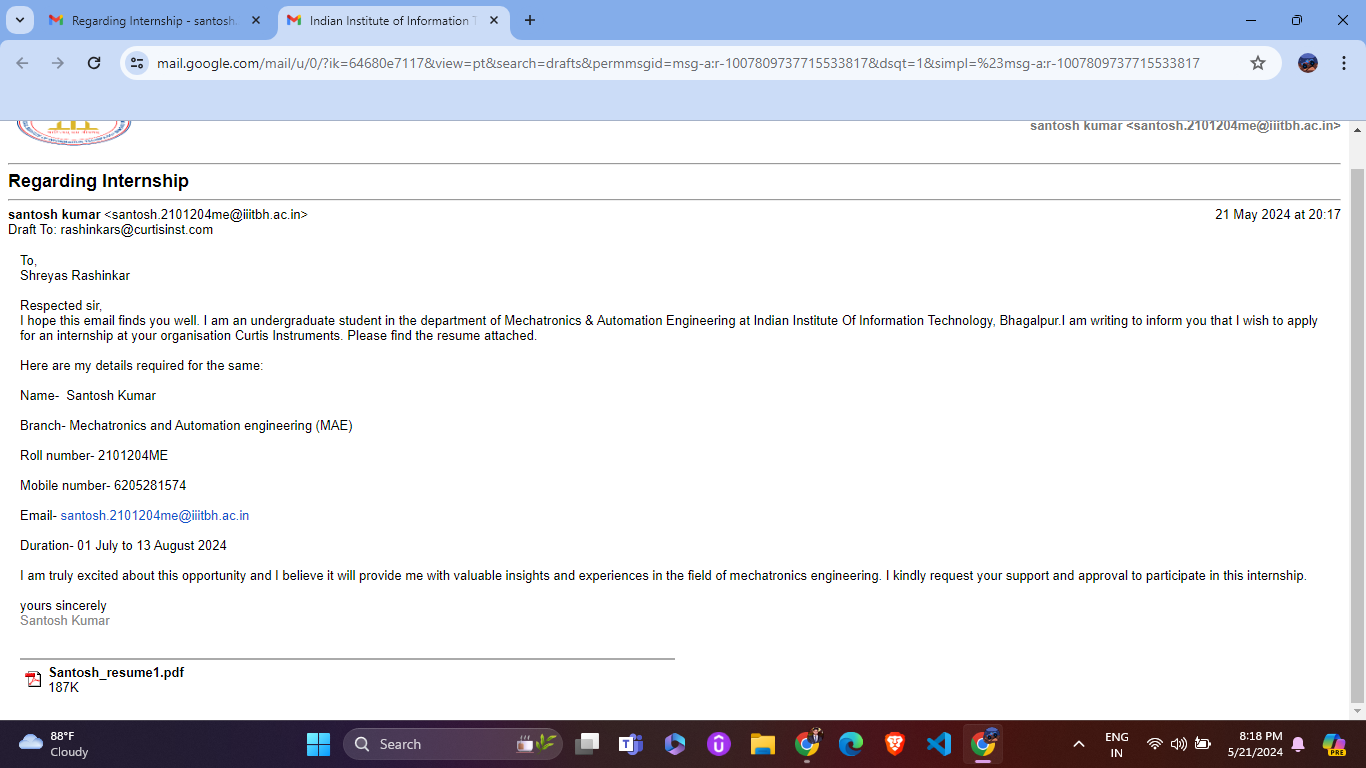 Regarding Internship - santosh.
Indian Institute of Information T
mail.google.com/mail/u/0/?ik=64680e7117&view=pt&search=drafts&permmsgid=msg-a:r-1007809737715533817&dsqt=1&simpl=%23msg-a:r-1007809737715533817
santosh kumar <santosh.2101204me@iiitbh.ac.in>
Regarding Internship
santosh kumar <santosh.2101204me@iiitbh.ac.in>
21 May 2024 at 20:17
Draft To: rashinkars@curtisinst.com
To,
Shreyas Rashinkar
Respected sir,
I hope this email finds you well. I am an undergraduate student in the department of Mechatronics & Automation Engineering at Indian Institute Of Information Technology, Bhagalpur.I am writing to inform you that I wish to apply
for an internship at your organisation Curtis Instruments. Please find the resume attached.
Here are my details required for the same:
Name-  Santosh Kumar
Branch- Mechatronics and Automation engineering (MAE)
Roll number- 2101204ME
Mobile number- 6205281574
Email- santosh.2101204me@iiitbh.ac.in
Duration- 01 July to 13 August 2024
I am truly excited about this opportunity and I believe it will provide me with valuable insights and experiences in the field of mechatronics engineering. I kindly request your support and approval to participate in this internship.
yours sincerely
Santosh Kumar
Santosh_resume1.pdf
187K
88°F
Cloudy
Search
ENG
IN
8:18 PM
5/21/2024
PRE